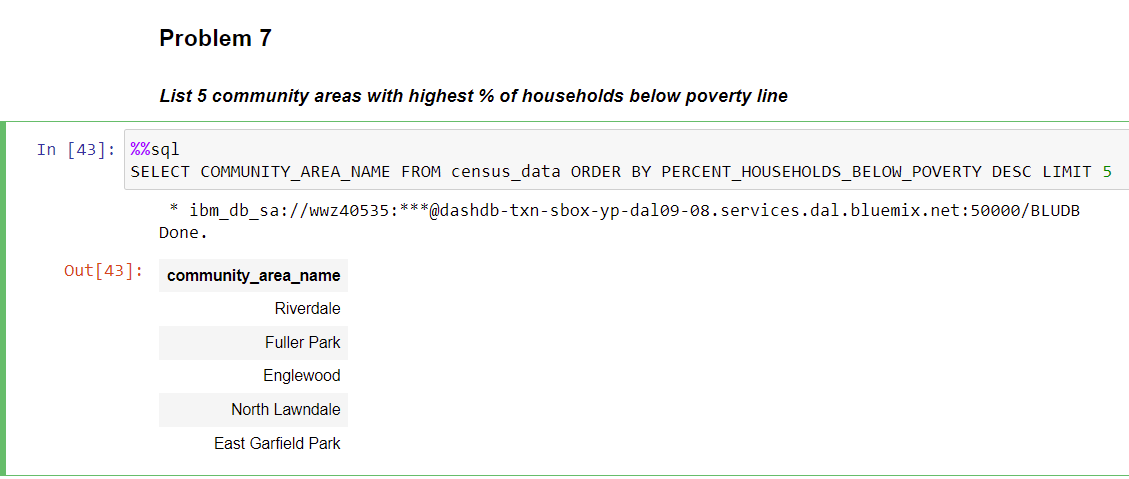 Problem 7
List 5 community areas with highest % of households below poverty line
In [43]: %%sql
SELECT COMMUNITY_AREA_NAME FROM census_data ORDER BY PERCENT_HOUSEHOLDS_BELOW_POVERTY DESC LIMIT 5
* ibm_db_sa://wwz40535:***@dashdb-txn-sbox-yp-dal09-08.services.dal.bluemix.net:50000/BLUDB
Done.
Out[43]: community_area_name
Riverdale
Fuller Park
Englewood
North Lawndale
East Garfield Park